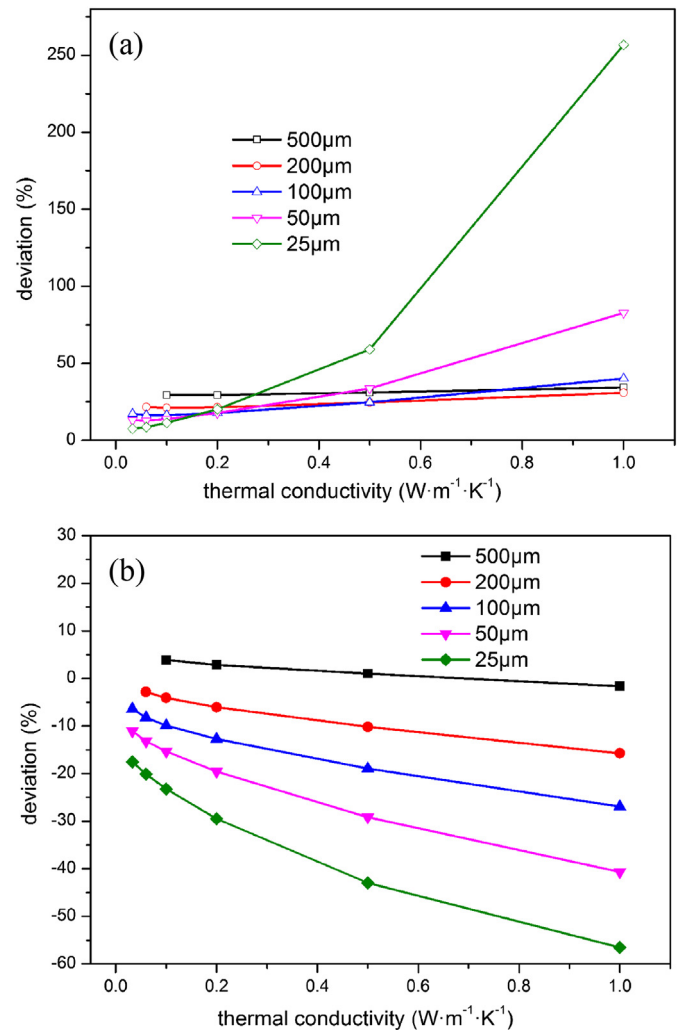 (a)
250
200
150
100
50
0
deviation (%)
500μm
200μm
100μm
50μm
25μm
0.0 0.2 0.4 0.6 0.8 1.0
thermal conductivity (W·m⁻¹·K⁻¹)
(b)
30
20
10
0
-10
-20
-30
-40
-50
-60
deviation (%)
500μm
200μm
100μm
50μm
25μm
0.0 0.2 0.4 0.6 0.8 1.0
thermal conductivity (W·m⁻¹·K⁻¹)